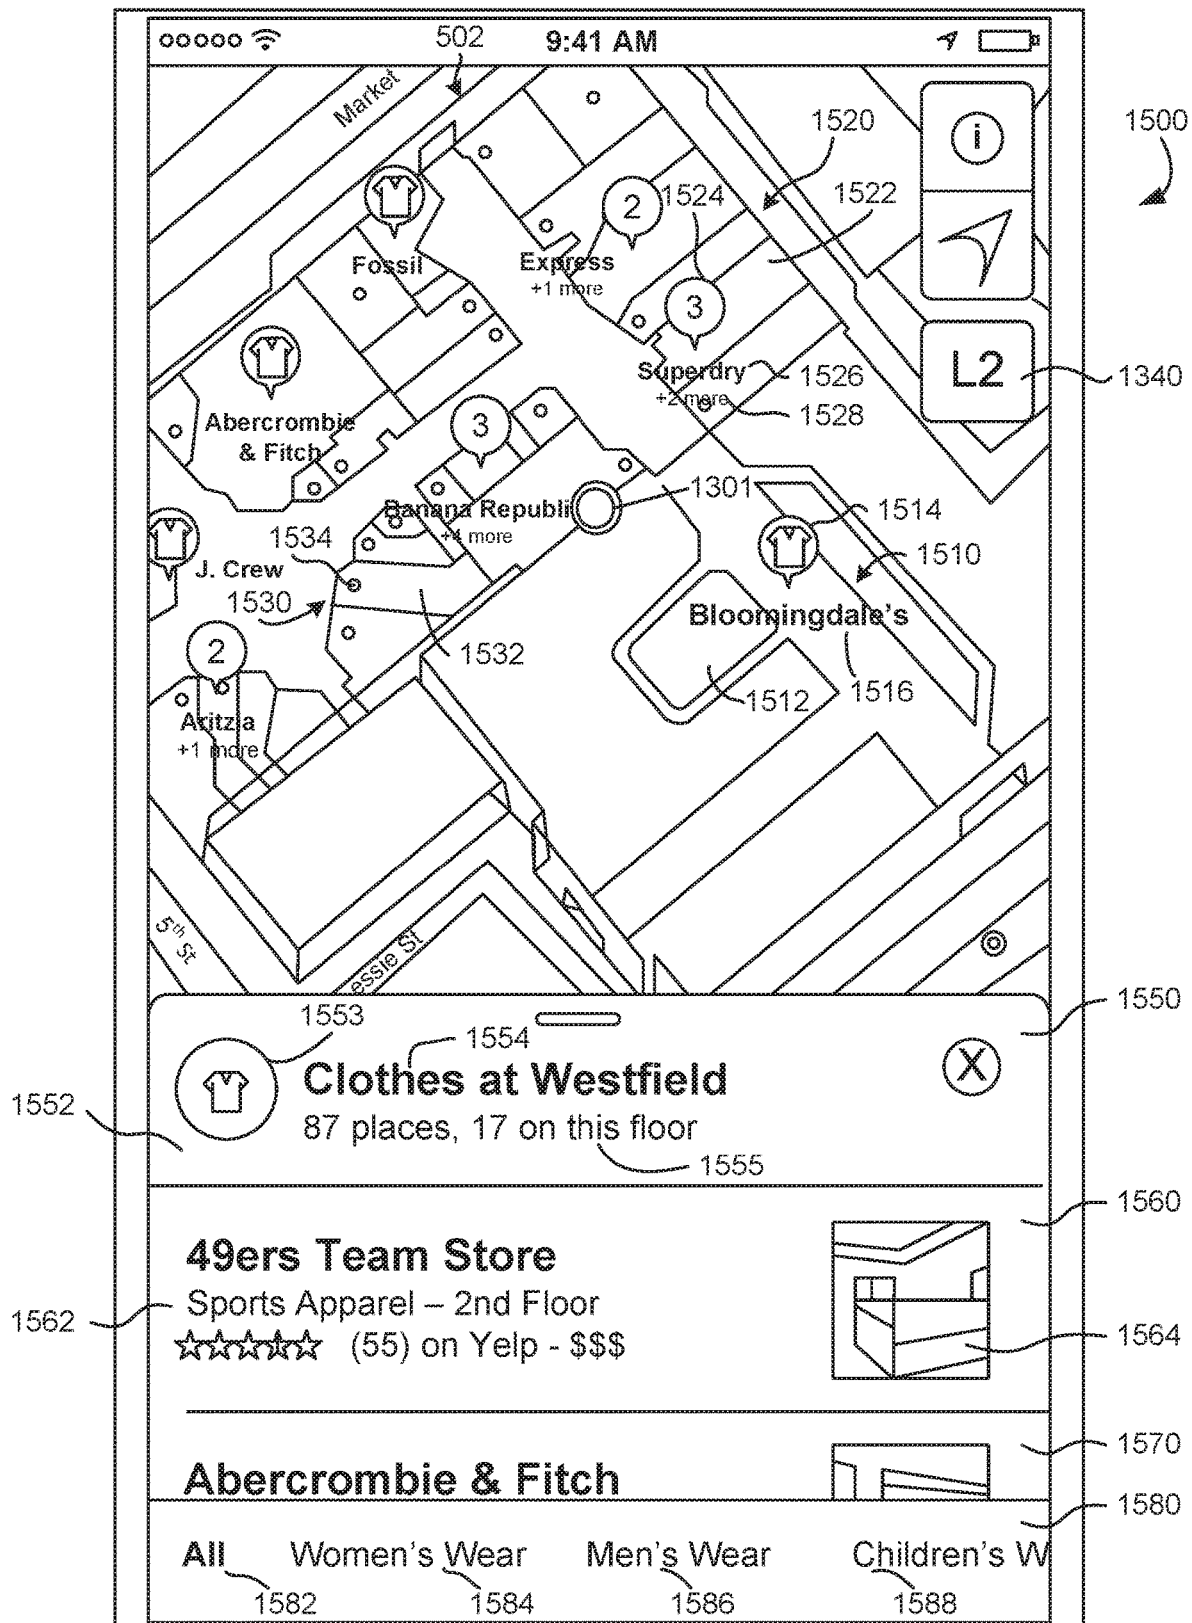 502
9:41 AM
Market
i
1500
1520
1524
1522
2
Fossil
Express
+1 more
3
L2
1340
Superdry
+2 more
1526
1528
Abercrombie
& Fitch
3
1301
Banana Republi
+4 more
1514
1534
1510
J. Crew
1530
Bloomingdale's
2
1532
1512
1516
Aritzia
+1 more
5th St
essie St
1550
1553
1554
Clothes at Westfield
X
1552
87 places, 17 on this floor
1555
1560
49ers Team Store
Sports Apparel – 2nd Floor
1562
(55) on Yelp - $$$
1564
1570
Abercrombie & Fitch
1580
All Women's Wear Men's Wear Children's W
1582 1584 1586 1588